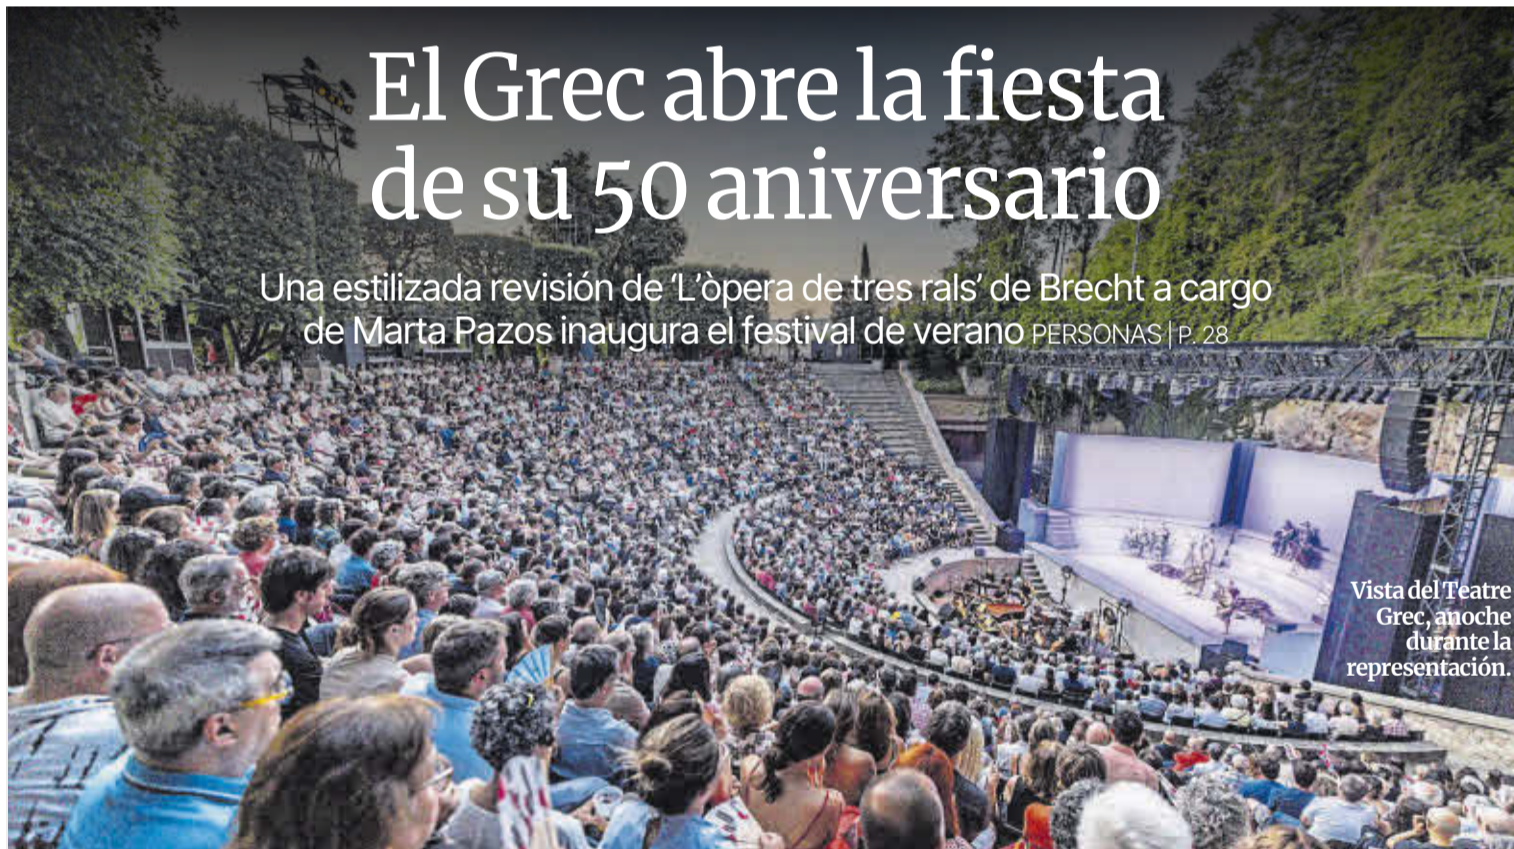 El Grec abre la fiesta
de su 50 aniversario
Una estilizada revisión de ‘L’òpera de tres rals’ de Brecht a cargo
de Marta Pazos inaugura el festival de verano PERSONAS | P. 28
Vista del Teatre
Grec, anoche
durante la
representación.